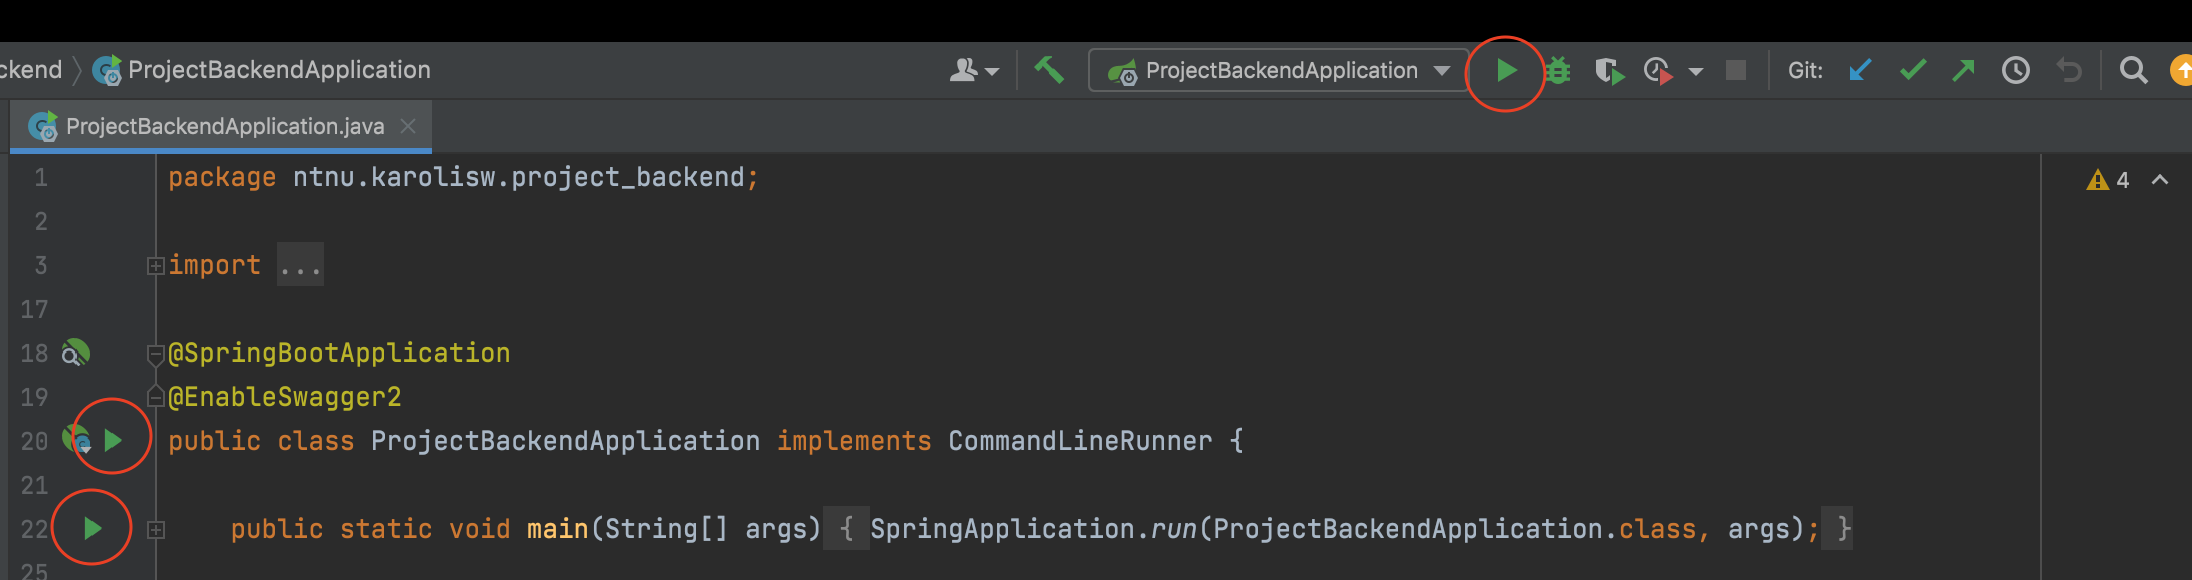 ckend ProjectBackendApplication ProjectBackendApplication Git:
ProjectBackendApplication.java
1 package ntnu.karolisw.project_backend; 4
2
3 import ...
17
18 @SpringBootApplication
19 @EnableSwagger2
20 public class ProjectBackendApplication implements CommandLineRunner {
21
22 public static void main(String[] args) { SpringApplication.run(ProjectBackendApplication.class, args); }
25